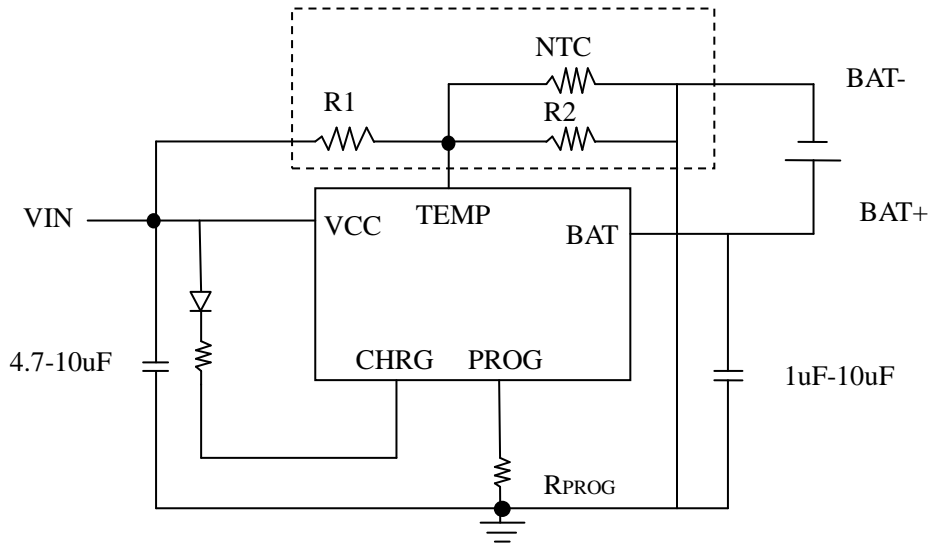 NTC
BAT-
R1
R2
VIN
VCC
TEMP
BAT
BAT+
4.7-10uF
CHRG
PROG
1uF-10uF
RPROG